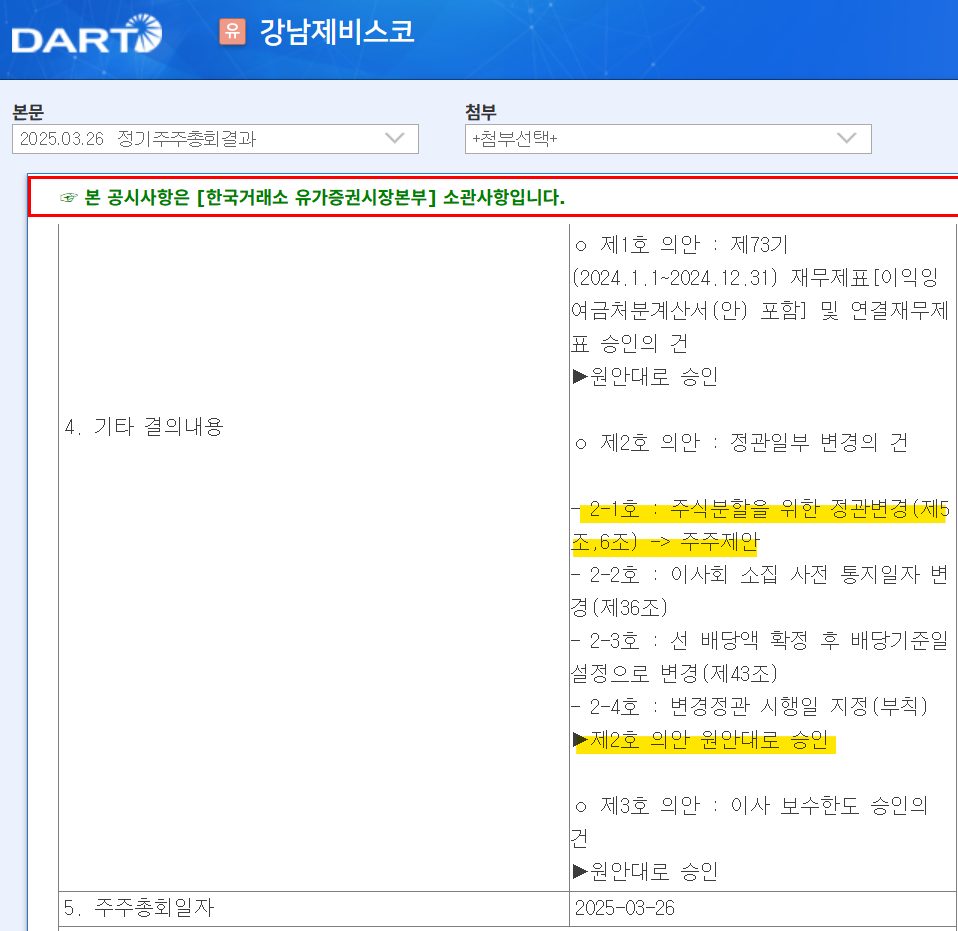 DART
유 강남제비스코
본문
첨부
2025.03.26 정기주주총회결과
+첨부선택+
☞ 본 공시사항은 [한국거래소 유가증권시장본부] 소관사항입니다.
4. 기타 결의내용
ㅇ 제1호 의안 : 제73기
(2024.1.1~2024.12.31) 재무제표[이익잉
여금처분계산서(안) 포함] 및 연결재무제
표 승인의 건
▶원안대로 승인
ㅇ 제2호 의안 : 정관일부 변경의 건
- 2-1호 : 주식분할을 위한 정관변경(제5
조,6조) -> 주주제안
- 2-2호 : 이사회 소집 사전 통지일자 변
경(제36조)
- 2-3호 : 선 배당액 확정 후 배당기준일
설정으로 변경(제43조)
- 2-4호 : 변경정관 시행일 지정(부칙)
▶제2호 의안 원안대로 승인
ㅇ 제3호 의안 : 이사 보수한도 승인의
건
▶원안대로 승인
5. 주주총회일자
2025-03-26